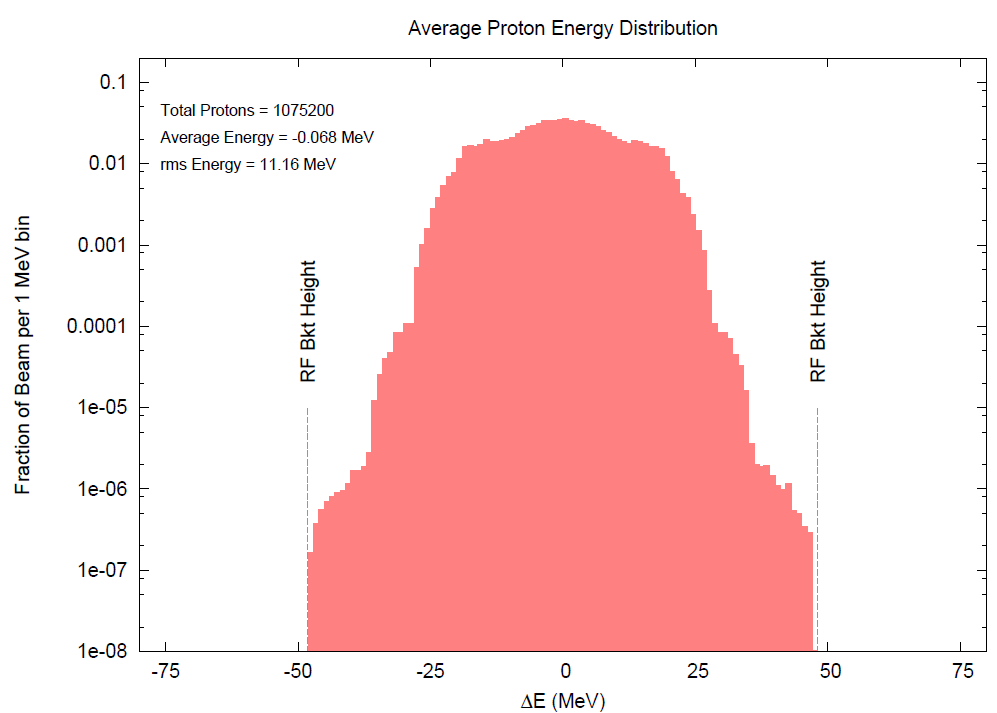 Average Proton Energy Distribution
Total Protons = 1075200
Average Energy = -0.068 MeV
rms Energy = 11.16 MeV
Fraction of Beam per 1 MeV bin
0.1
0.01
0.001
0.0001
1e-05
1e-06
1e-07
1e-08
RF Bkt Height
RF Bkt Height
-75
-50
-25
0
25
50
75
ΔE (MeV)